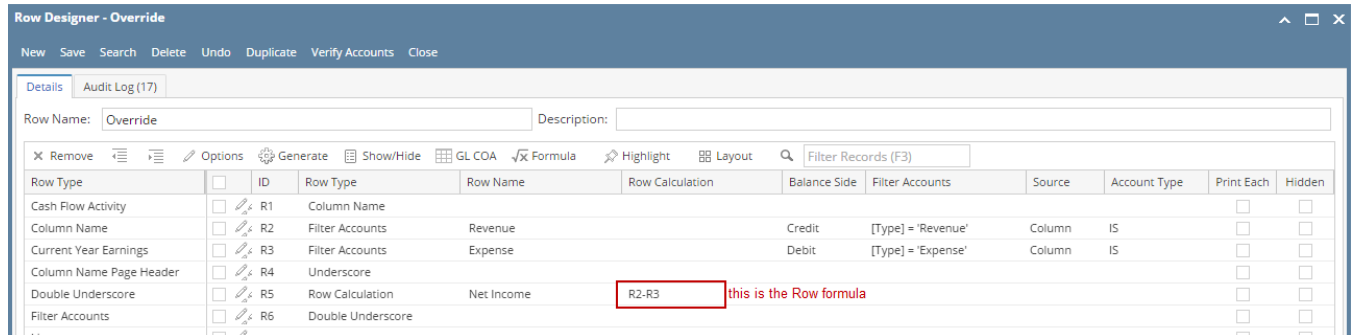 Row Designer - Override
New Save Search Delete Undo Duplicate Verify Accounts Close
Details Audit Log (17)
Row Name: Override Description:
Remove Options Generate Show/Hide GL COA Formula Highlight Layout Filter Records (F3)
Row Type ID Row Type Row Name Row Calculation Balance Side Filter Accounts Source Account Type Print Each Hidden
Cash Flow Activity R1 Column Name
Column Name R2 Filter Accounts Revenue Credit [Type] = 'Revenue' Column IS
Current Year Earnings R3 Filter Accounts Expense Debit [Type] = 'Expense' Column IS
Column Name Page Header R4 Underscore
Double Underscore R5 Row Calculation Net Income R2-R3 this is the Row formula
Filter Accounts R6 Double Underscore